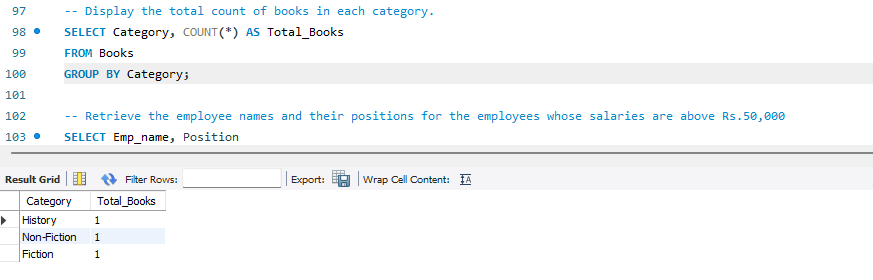 97 -- Display the total count of books in each category.
98 SELECT Category, COUNT(*) AS Total_Books
99 FROM Books
100 GROUP BY Category;
101
102 -- Retrieve the employee names and their positions for the employees whose salaries are above Rs.50,000
103 SELECT Emp_name, Position
Result Grid Filter Rows: Export: Wrap Cell Content: IA
Category Total_Books
History 1
Non-Fiction 1
Fiction 1